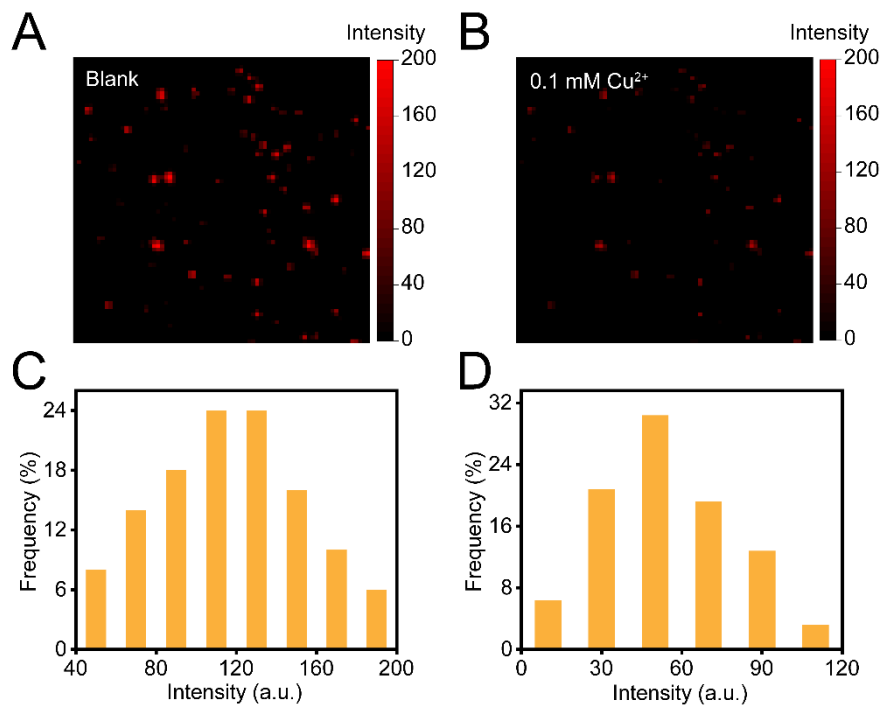 A
Intensity
Blank
200
160
120
80
40
0
B
Intensity
0.1 mM Cu²⁺
200
160
120
80
40
0
C
Frequency (%)
24
18
12
6
0
40 80 120 160 200
Intensity (a.u.)
D
Frequency (%)
32
24
16
8
0
0 30 60 90 120
Intensity (a.u.)